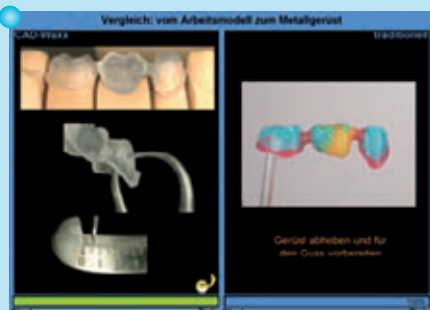 Vergleich: vom Arbeitsmodell zum Metallgerüst
CAD-Waxx
traditionell
Gerüst abheben und für
den Guss vorbereiten